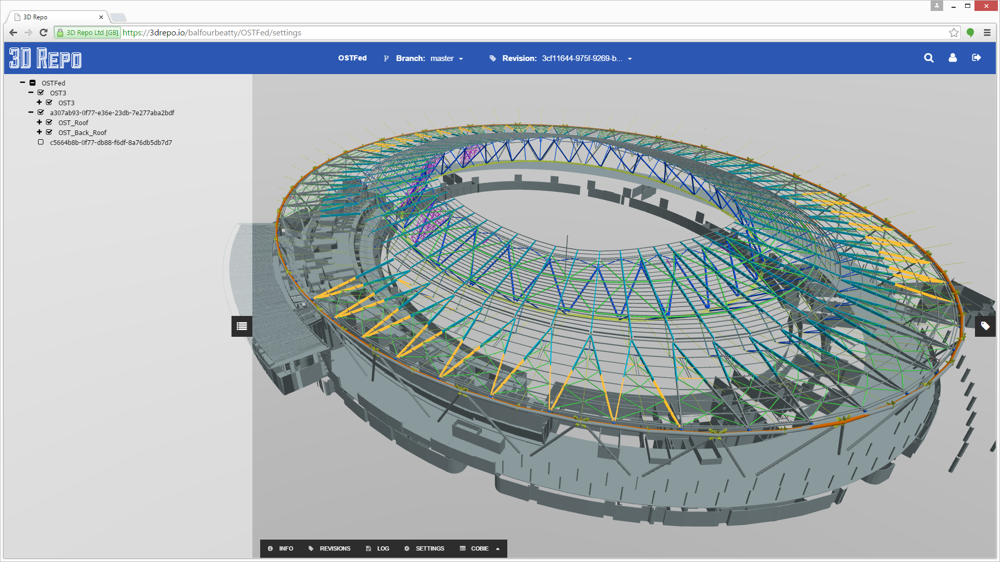 3D Repo
3D Repo Ltd [GB] https://3drepo.io/balfourbeatty/OSTFed/settings
3D REPO OSTFed Branch: master Revision: 3cf11644-975f-9269-b...
OSTFed
OST3
OST3
a307ab93-0f77-e36e-23db-7e277aba2bdf
OST_Roof
OST_Back_Roof
c5664b8b-0f77-db88-f6df-8a76db5db7d7
INFO REVISIONS LOG SETTINGS COBIE